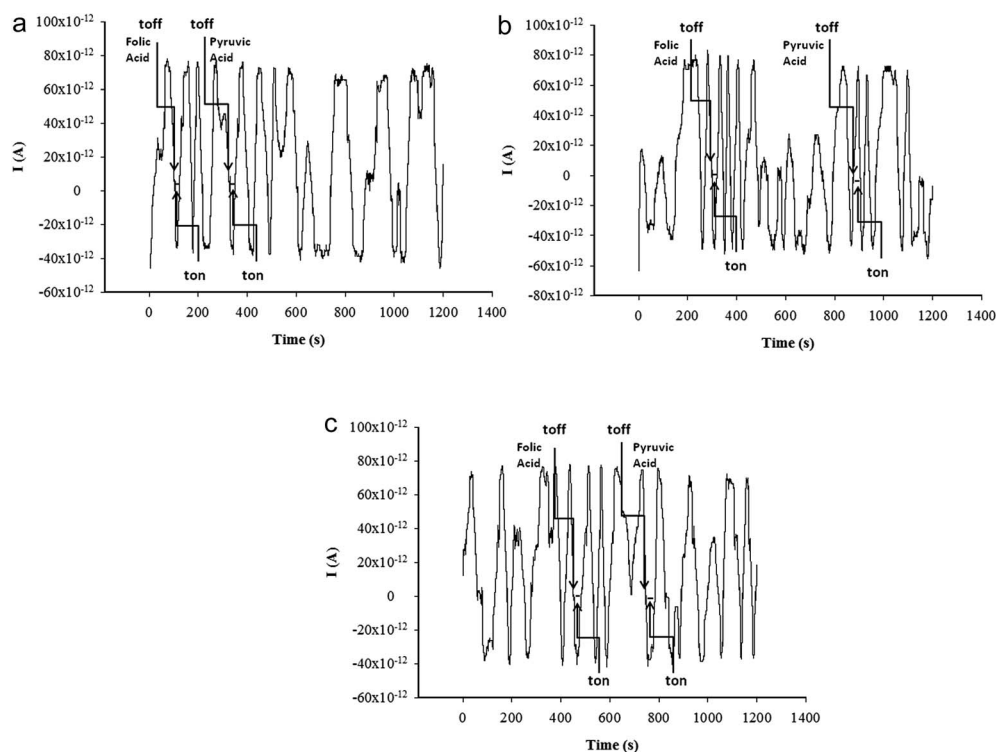 a
toff
toff
Folic
Acid
Pyruvic
Acid
100x10-12
80x10-12
60x10-12
40x10-12
20x10-12
0
-20x10-12
-40x10-12
-60x10-12
I (A)
ton
ton
0 200 400 600 800 1000 1200 1400
Time (s)
b
toff
toff
Folic
Acid
Pyruvic
Acid
100x10-12
80x10-12
60x10-12
40x10-12
20x10-12
0
-20x10-12
-40x10-12
-60x10-12
-80x10-12
I (A)
ton
ton
0 200 400 600 800 1000 1200 1400
Time (s)
c
toff
toff
Folic
Acid
Pyruvic
Acid
100x10-12
80x10-12
60x10-12
40x10-12
20x10-12
0
-20x10-12
-40x10-12
-60x10-12
I (A)
ton
ton
0 200 400 600 800 1000 1200 1400
Time (s)